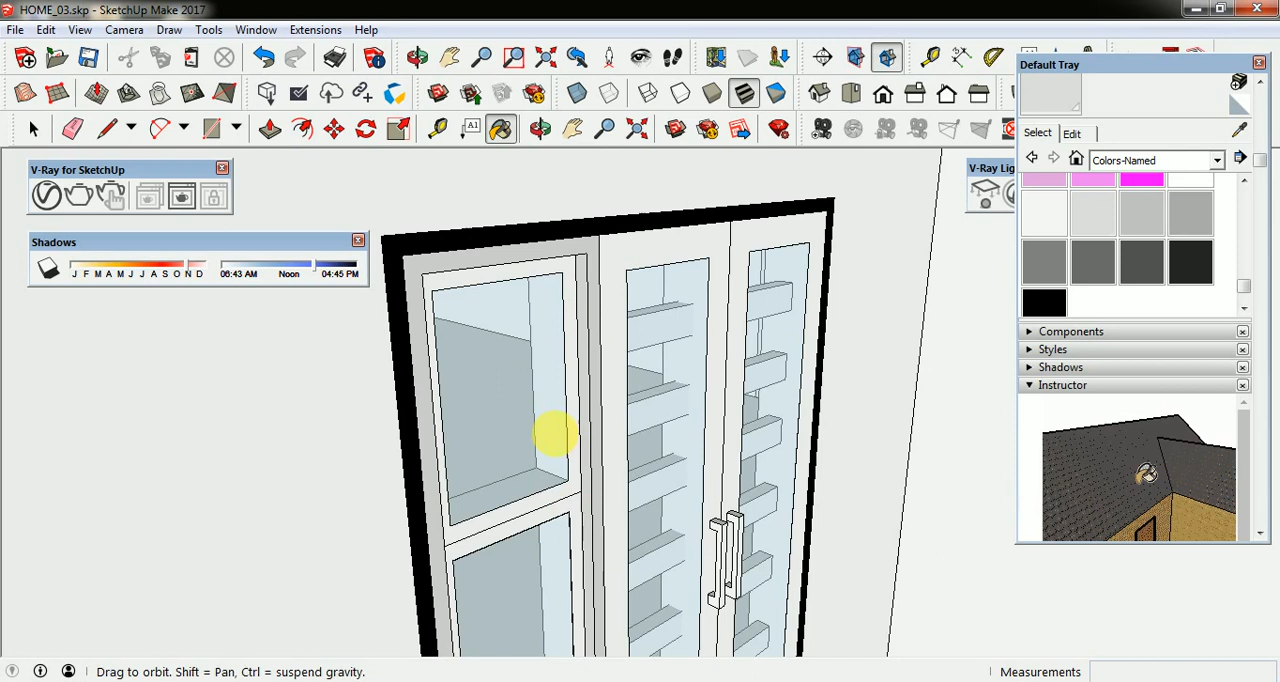 HOME_03.skp - SketchUp Make 2017
File Edit View Camera Draw Tools Window Extensions Help
Default Tray
A1
Select Edit
Colors-Named
V-Ray for SketchUp
V-Ray Lig
Shadows
J F M A M J J A S O N D 06:43 AM Noon 04:45 PM
Components
Styles
Shadows
Instructor
Drag to orbit. Shift = Pan, Ctrl = suspend gravity.
Measurements